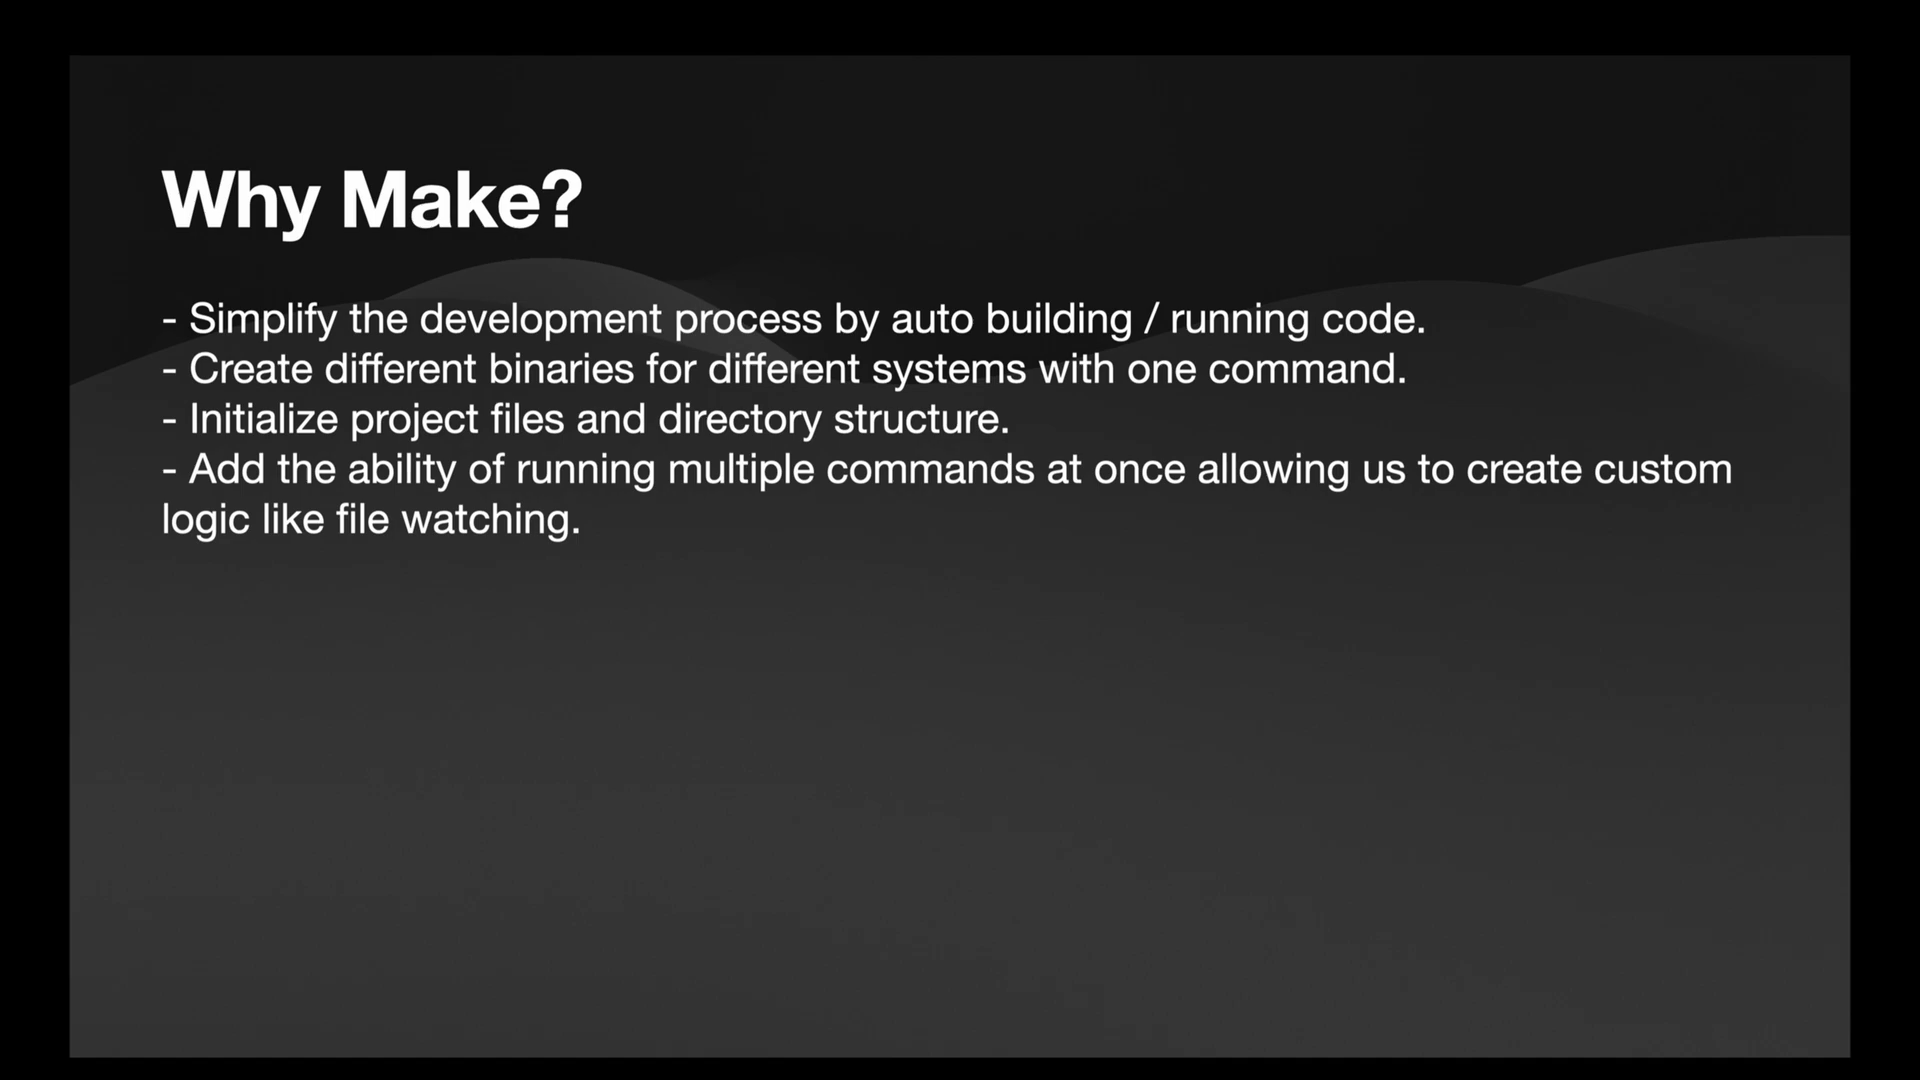 Why Make?
- Simplify the development process by auto building / running code.
- Create different binaries for different systems with one command.
- Initialize project files and directory structure.
- Add the ability of running multiple commands at once allowing us to create custom
logic like file watching.